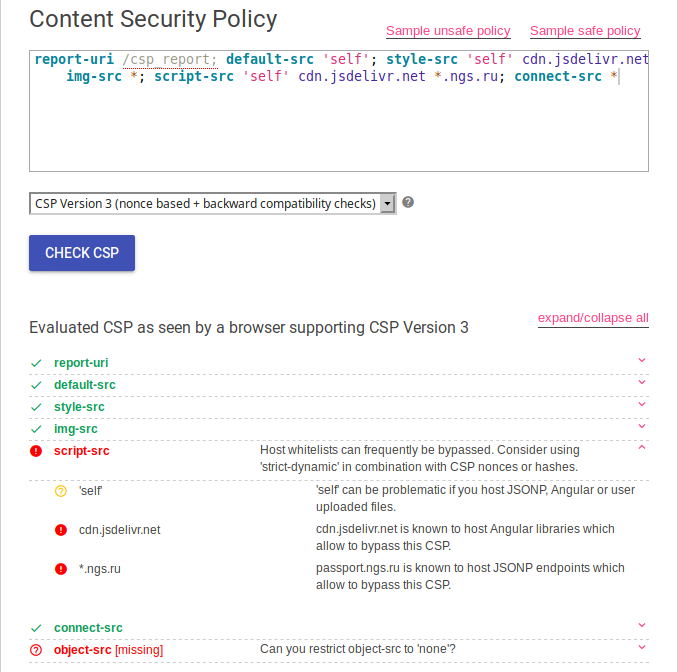 Content Security Policy
Sample unsafe policy Sample safe policy
report-uri /csp_report; default-src 'self'; style-src 'self' cdn.jsdelivr.net
img-src *; script-src 'self' cdn.jsdelivr.net *.ngs.ru; connect-src *
CSP Version 3 (nonce based + backward compatibility checks)
CHECK CSP
expand/collapse all
Evaluated CSP as seen by a browser supporting CSP Version 3
report-uri
default-src
style-src
img-src
script-src Host whitelists can frequently be bypassed. Consider using
'strict-dynamic' in combination with CSP nonces or hashes.
'self' 'self' can be problematic if you host JSONP, Angular or user
uploaded files.
cdn.jsdelivr.net cdn.jsdelivr.net is known to host Angular libraries which
allow to bypass this CSP.
*.ngs.ru passport.ngs.ru is known to host JSONP endpoints which
allow to bypass this CSP.
connect-src
object-src [missing] Can you restrict object-src to 'none'?